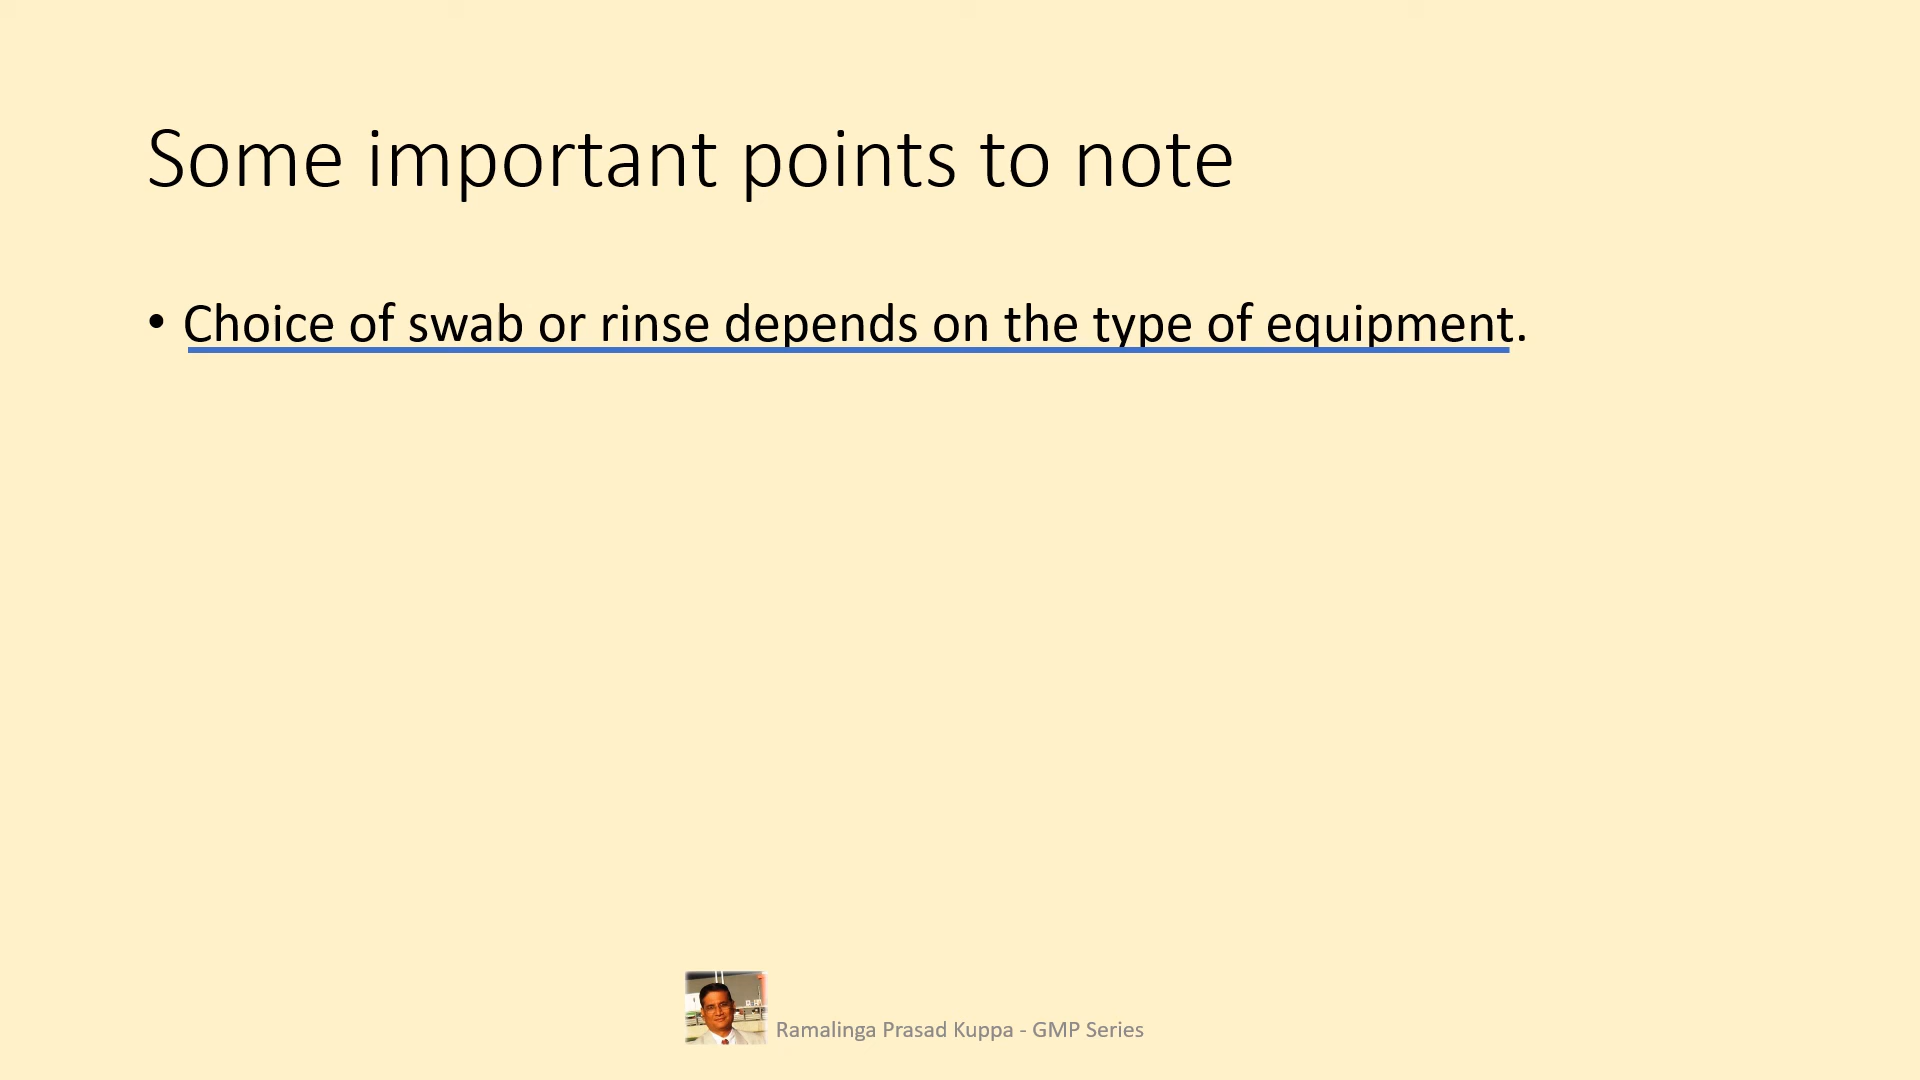 Some important points to note
• Choice of swab or rinse depends on the type of equipment.
Ramalinga Prasad Kuppa - GMP Series